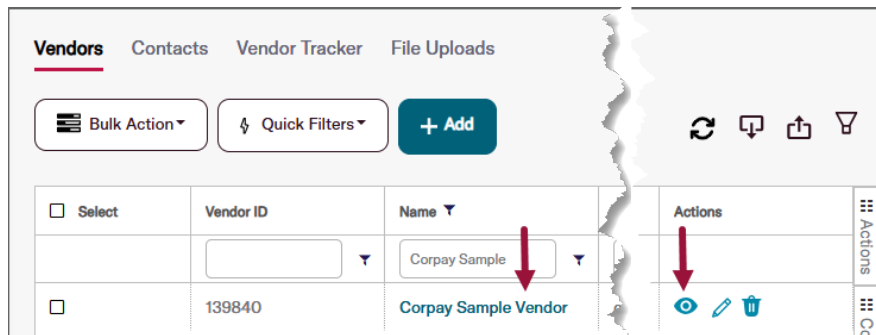 Vendors Contacts Vendor Tracker File Uploads
Bulk Action Quick Filters + Add
Select Vendor ID Name Actions
Actions
Corpay Sample
139840 Corpay Sample Vendor